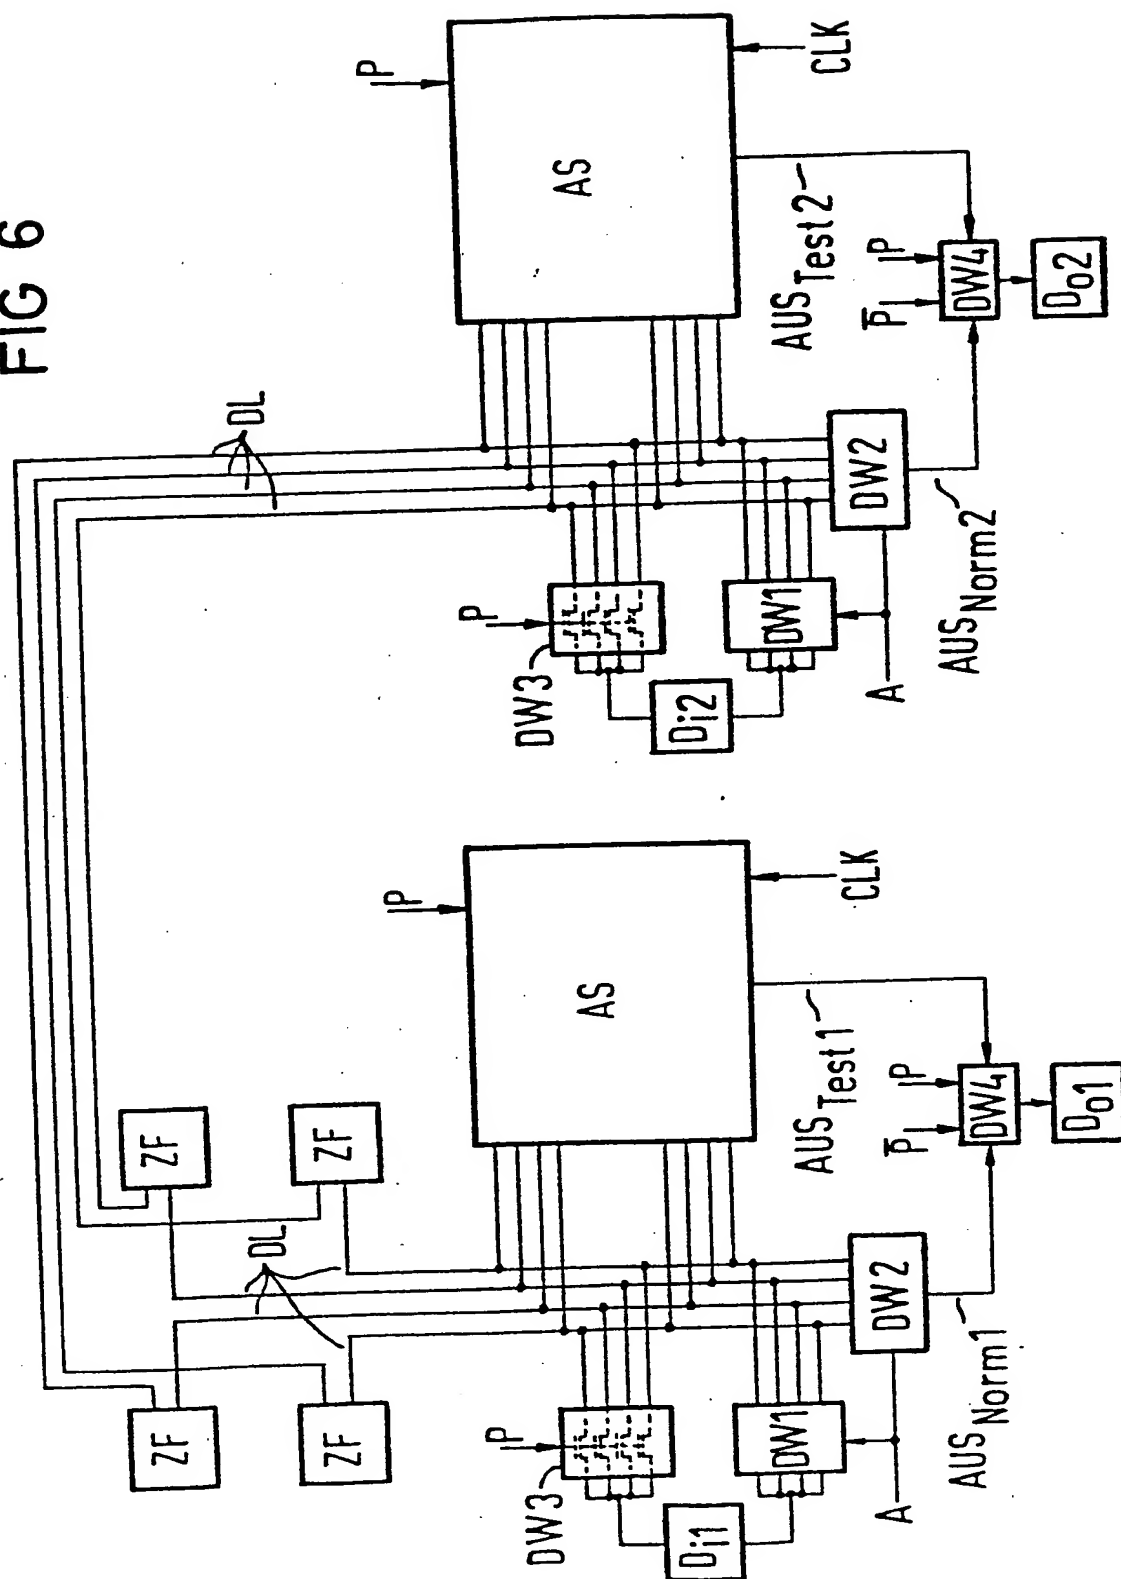 FIG 6
ZF
ZF
ZF
ZF
DL
DL
P
DW3
Di1
DW1
A
DW2
AUSNorm1
P
AS
CLK
AUSTest1
P̅
P
DW4
Do1
P
DW3
Di2
DW1
A
DW2
AUSNorm2
P
AS
CLK
AUSTest2
P̅
P
DW4
Do2